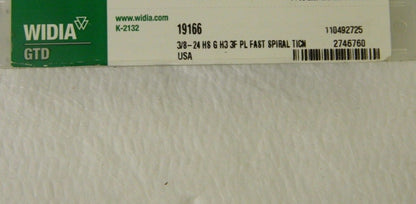 WIDIA
GTD
www.widia.com
K-2132
19166 110492725
3/8-24 HS G H3 3F PL FAST SPIRAL TICN 2746760
USA